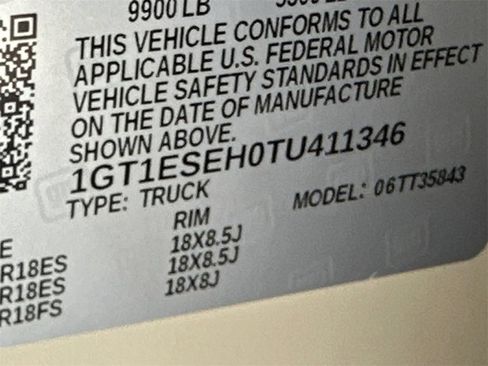 9900 LB
THIS VEHICLE CONFORMS TO ALL
APPLICABLE U.S. FEDERAL MOTOR
VEHICLE SAFETY STANDARDS IN EFFECT
ON THE DATE OF MANUFACTURE
SHOWN ABOVE.
1GT1ESEH0TU411346
TYPE: TRUCK MODEL: 06TT35843
RIM
E 18X8.5J
R18ES 18X8.5J
R18ES 18X8J
R18FS